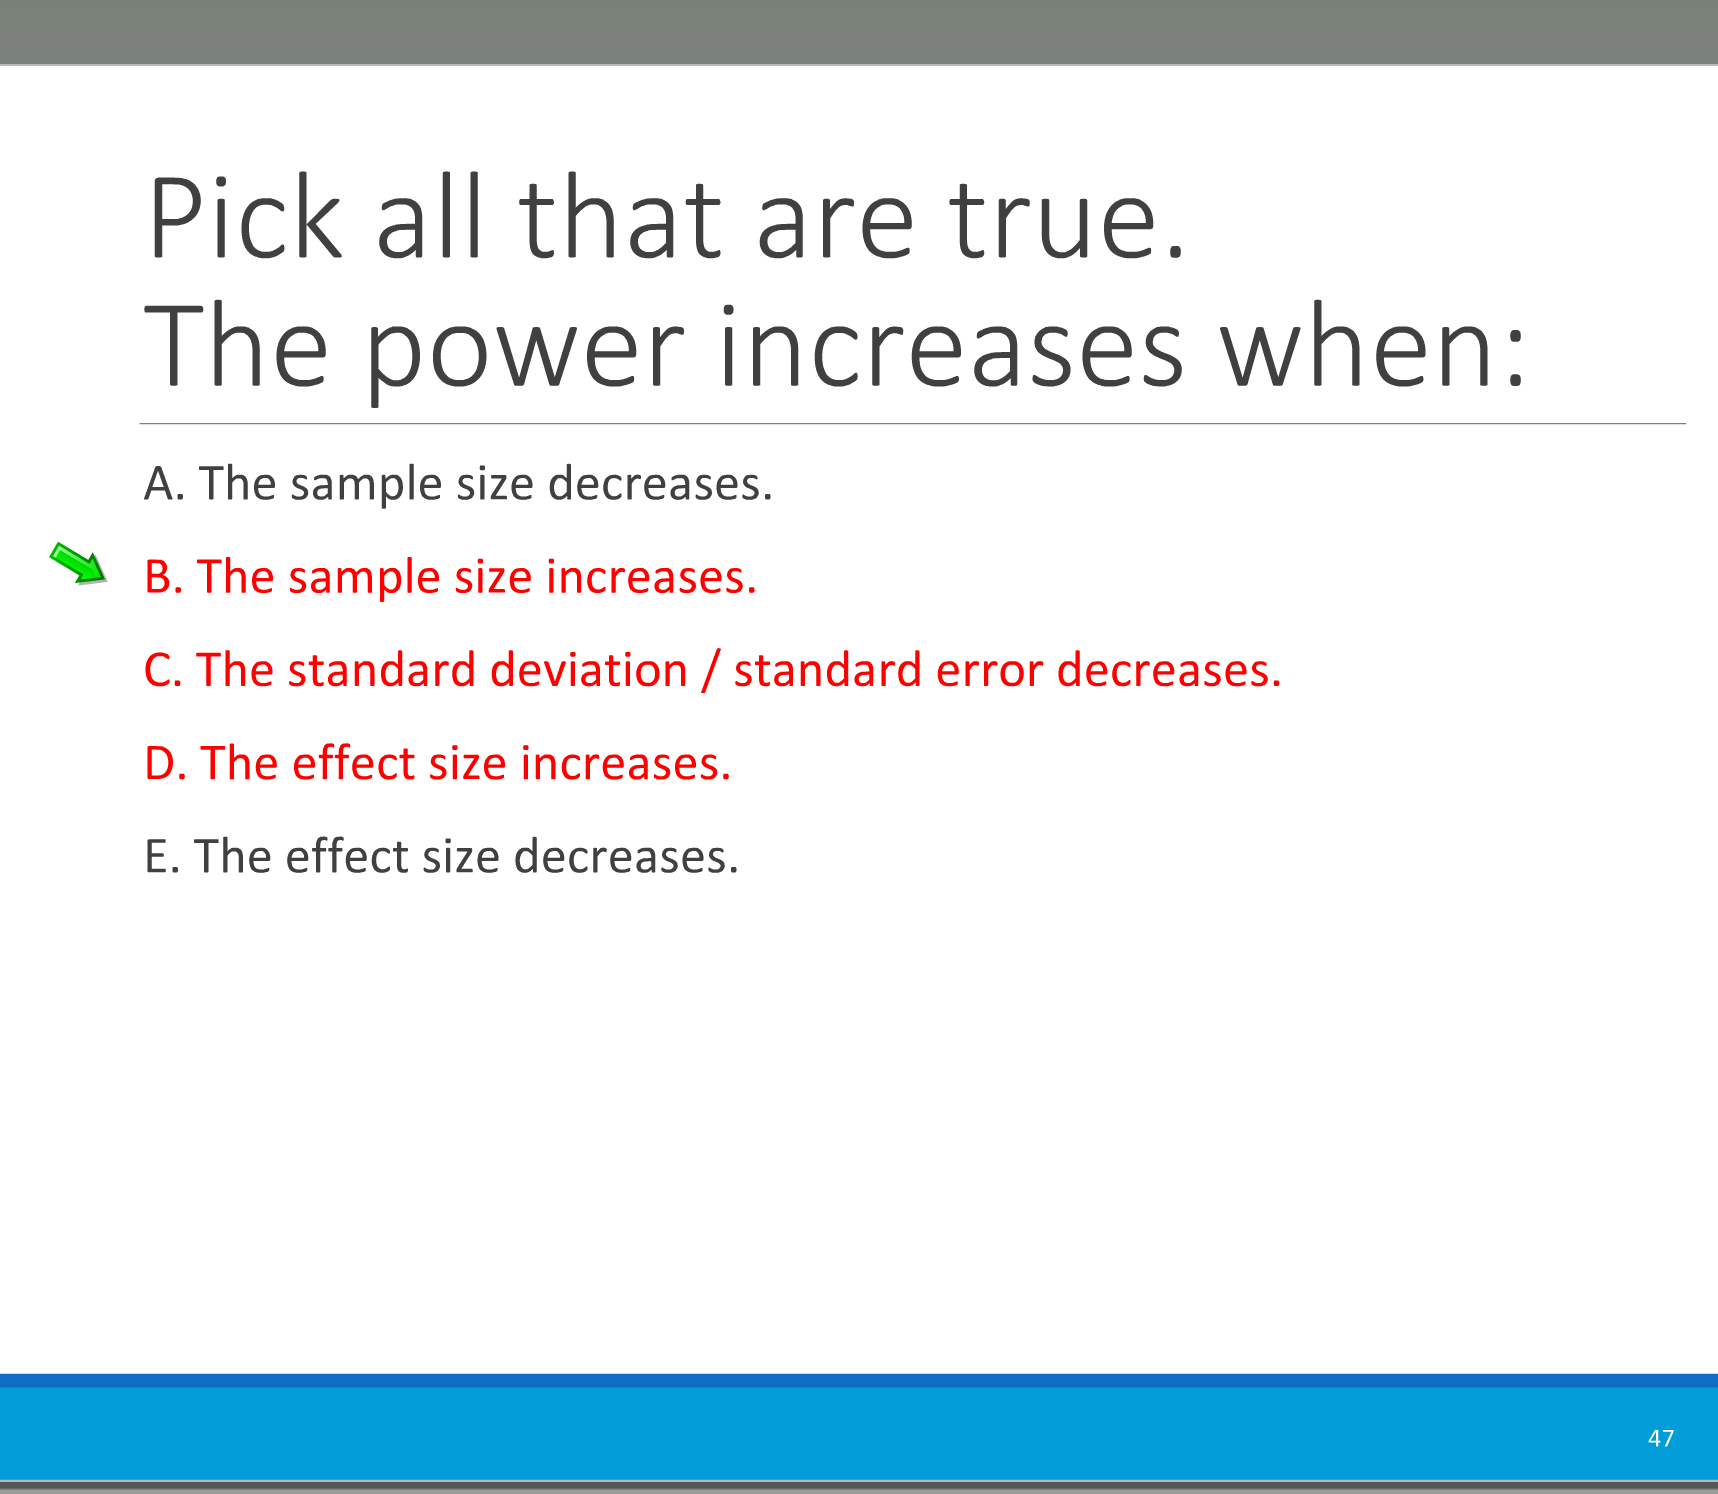 Pick all that are true.
The power increases when:
A. The sample size decreases.
B. The sample size increases.
C. The standard deviation / standard error decreases.
D. The effect size increases.
E. The effect size decreases.
47